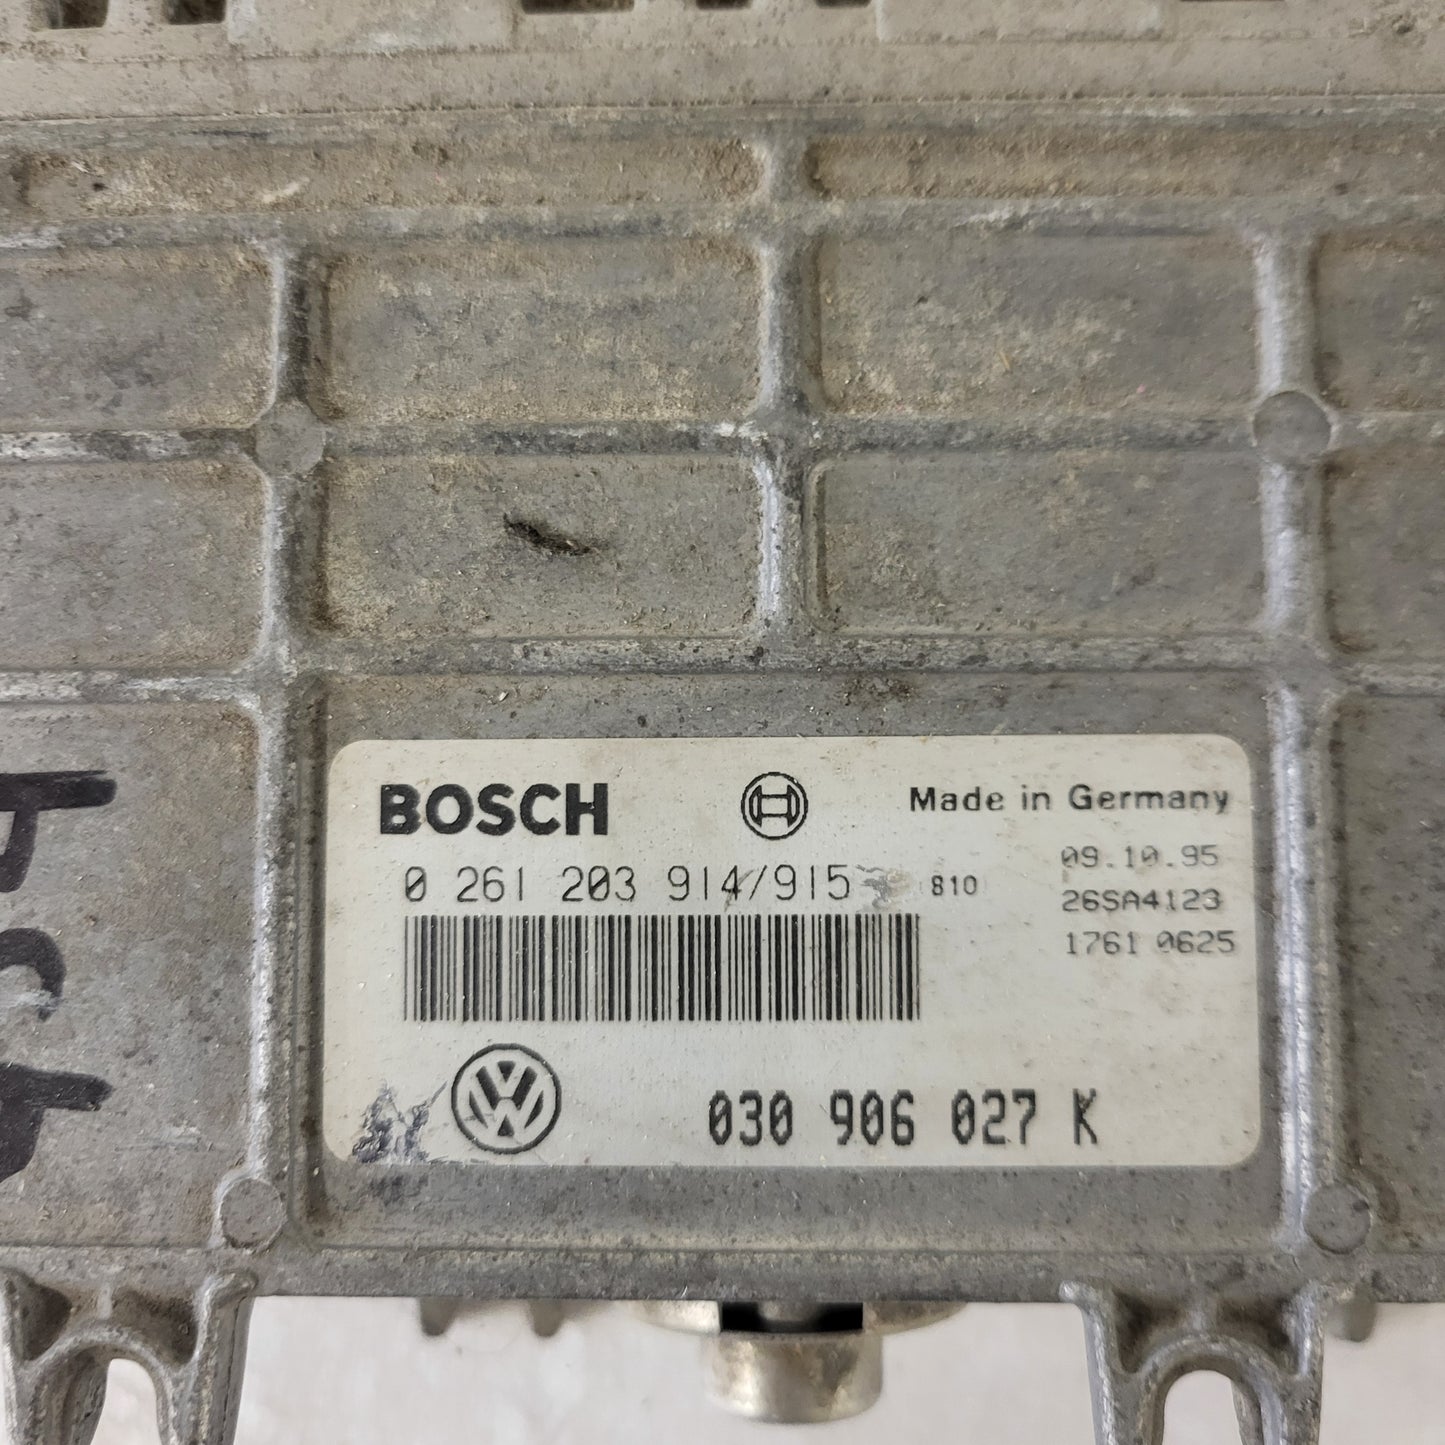 BOSCH
Made in Germany
0 261 203 914/915 810
09.10.95
26SA4123
1761 0625
030 906 027 K